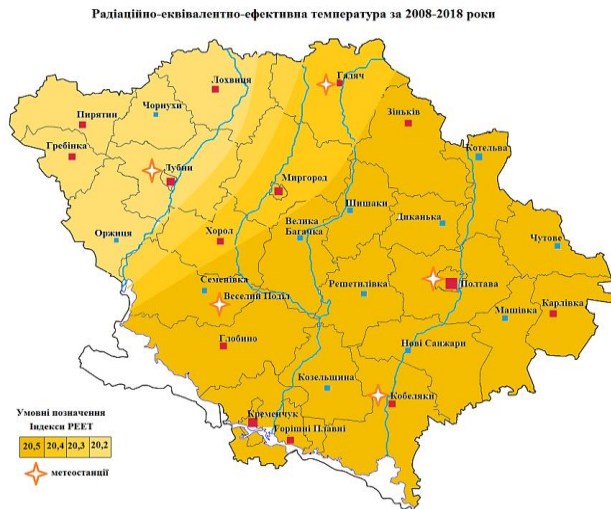 Радіаційно-еквівалентно-ефективна температура за 2008-2018 роки
Лохвиця
Гадяч
Пирятин
Чорнухи
Зіньків
Гребінка
Котельва
Лубни
Миргород
Шишаки
Диканька
Оржиця
Хорол
Велика
Багачка
Чутове
Семенівка
Веселий Поділ
Решетилівка
Полтава
Машівка
Карлівка
Глобино
Нові Санжари
Козельщина
Кобеляки
Кременчук
Горішні Плавні
Умовні позначення
Індекси РЕЕТ
20,5 20,4 20,3 20,2
метеостанції